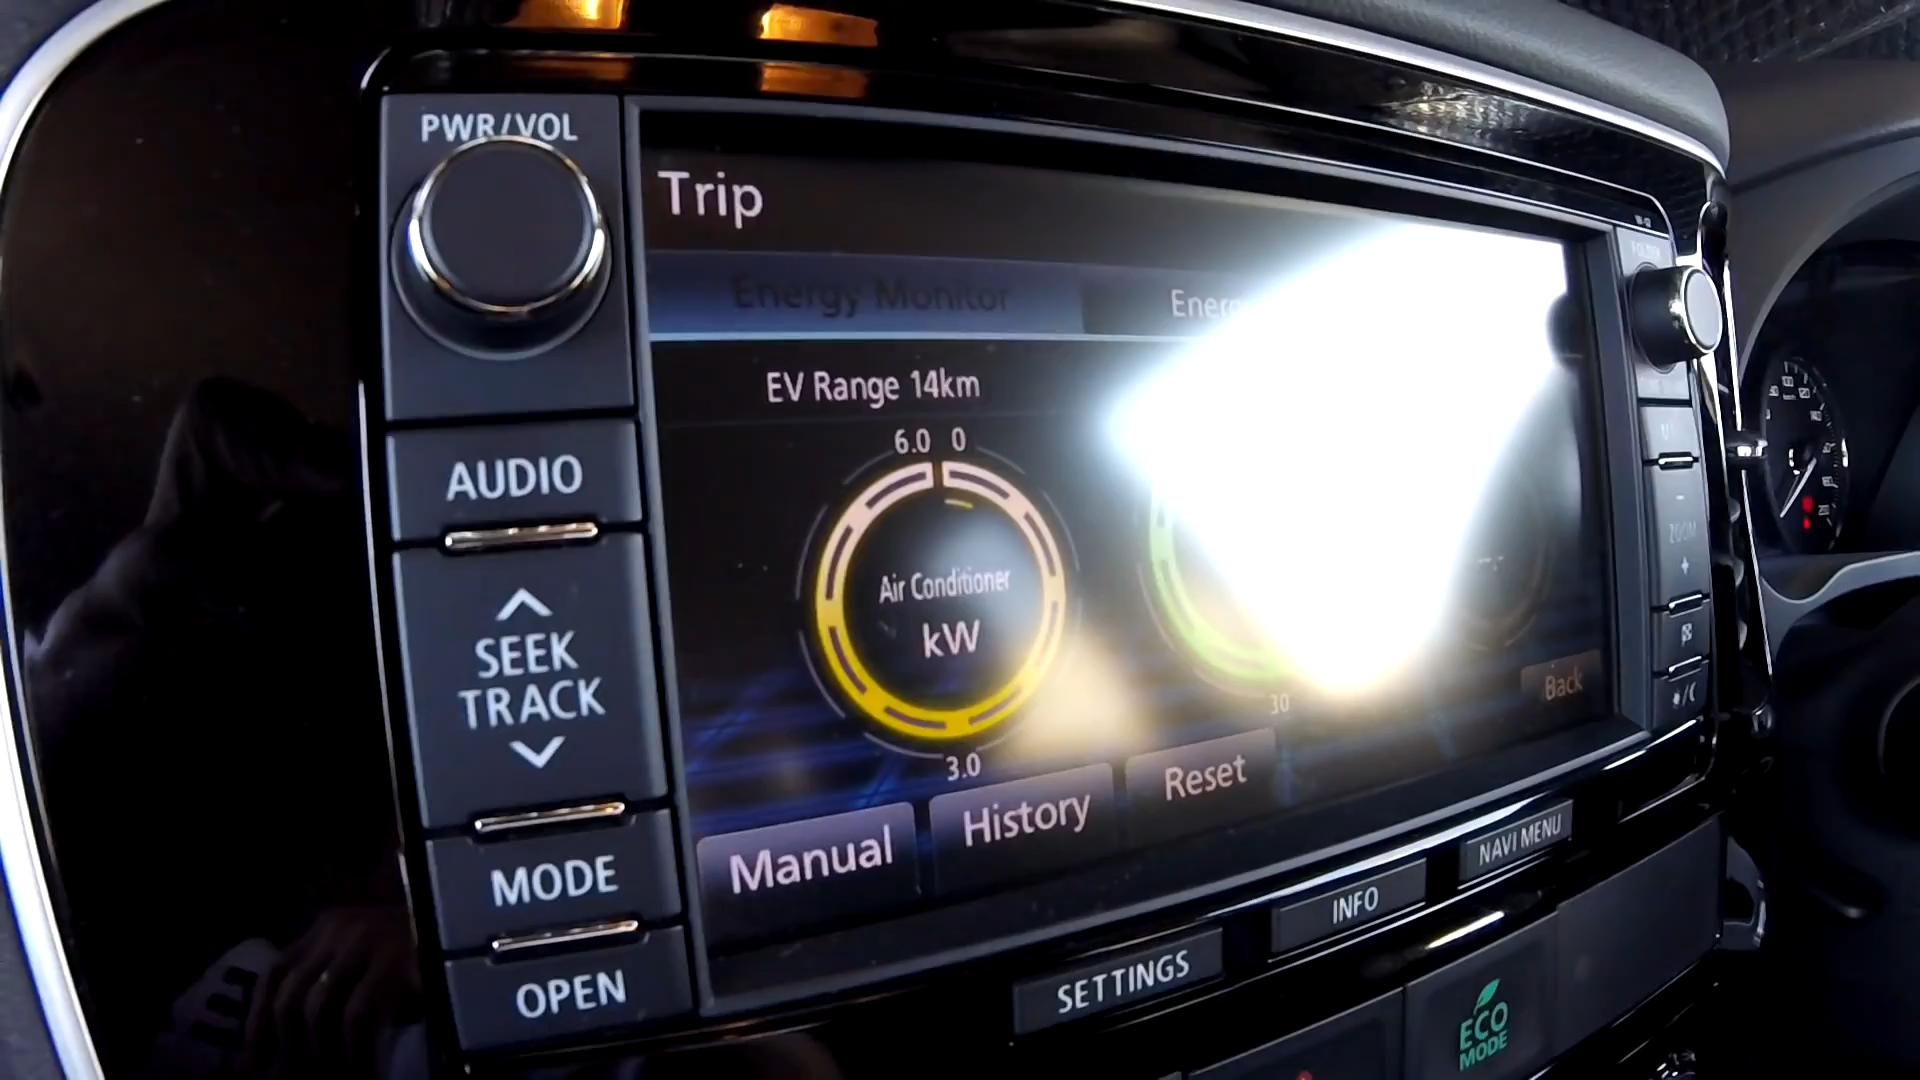 PWR/VOL
Trip
Energy Monitor
EV Range 14km
6.0 0
Air Conditioner
kW
3.0
30
Back
Manual
History
Reset
AUDIO
SEEK
TRACK
MODE
OPEN
SETTINGS
INFO
NAVI MENU
ZOOM
+
ECO
MODE